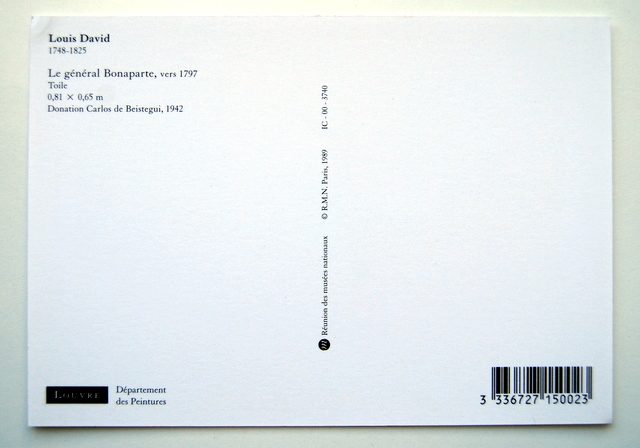 Louis David
1748-1825
Le général Bonaparte, vers 1797
Toile
0,81 × 0,65 m
Donation Carlos de Beistegui, 1942
Réunion des musées nationaux © R.M.N. Paris, 1989 IC - 00 - 3740
LOUVRE
Département
des Peintures
3 336727 150023